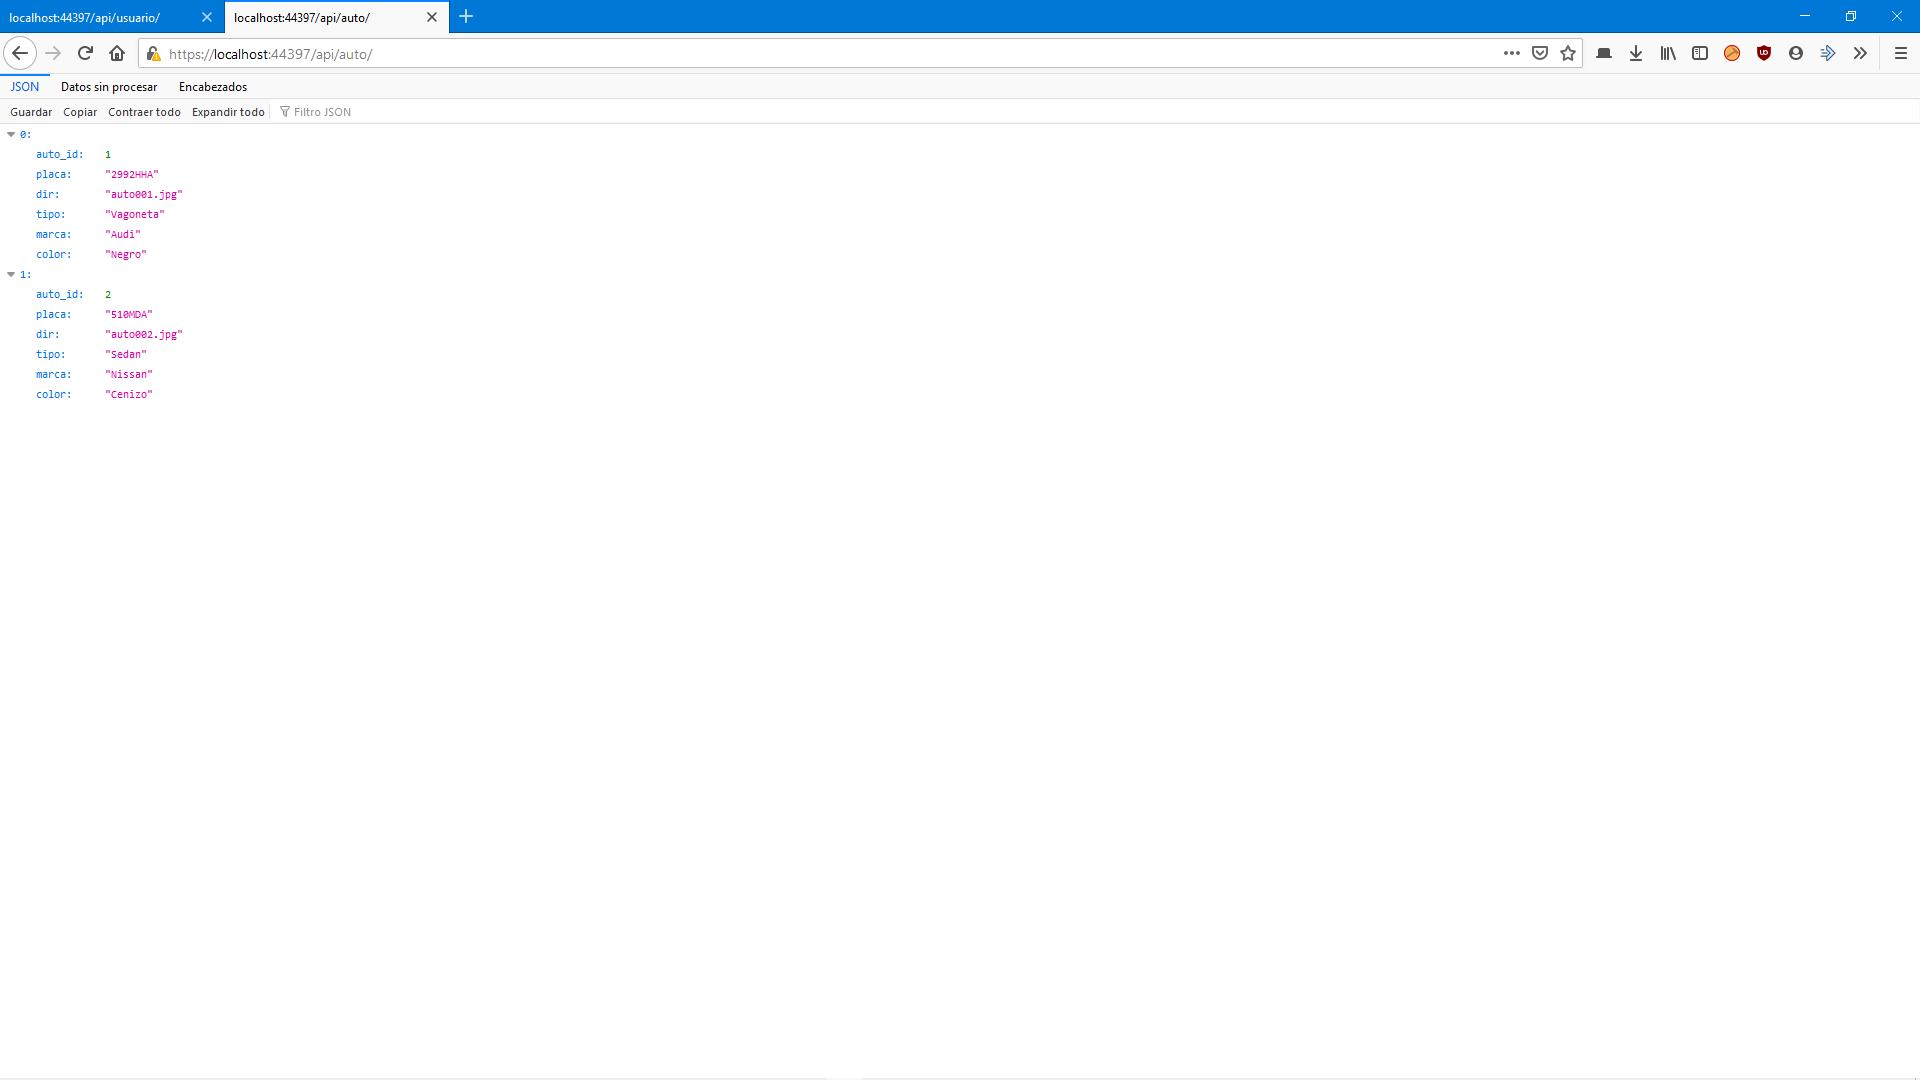 localhost:44397/api/usuario/
localhost:44397/api/auto/
https://localhost:44397/api/auto/
JSON Datos sin procesar Encabezados
Guardar Copiar Contraer todo Expandir todo Filtro JSON
0:
auto_id: 1
placa: "2992HHA"
dir: "auto001.jpg"
tipo: "Vagoneta"
marca: "Audi"
color: "Negro"
1:
auto_id: 2
placa: "510MDA"
dir: "auto002.jpg"
tipo: "Sedan"
marca: "Nissan"
color: "Cenizo"